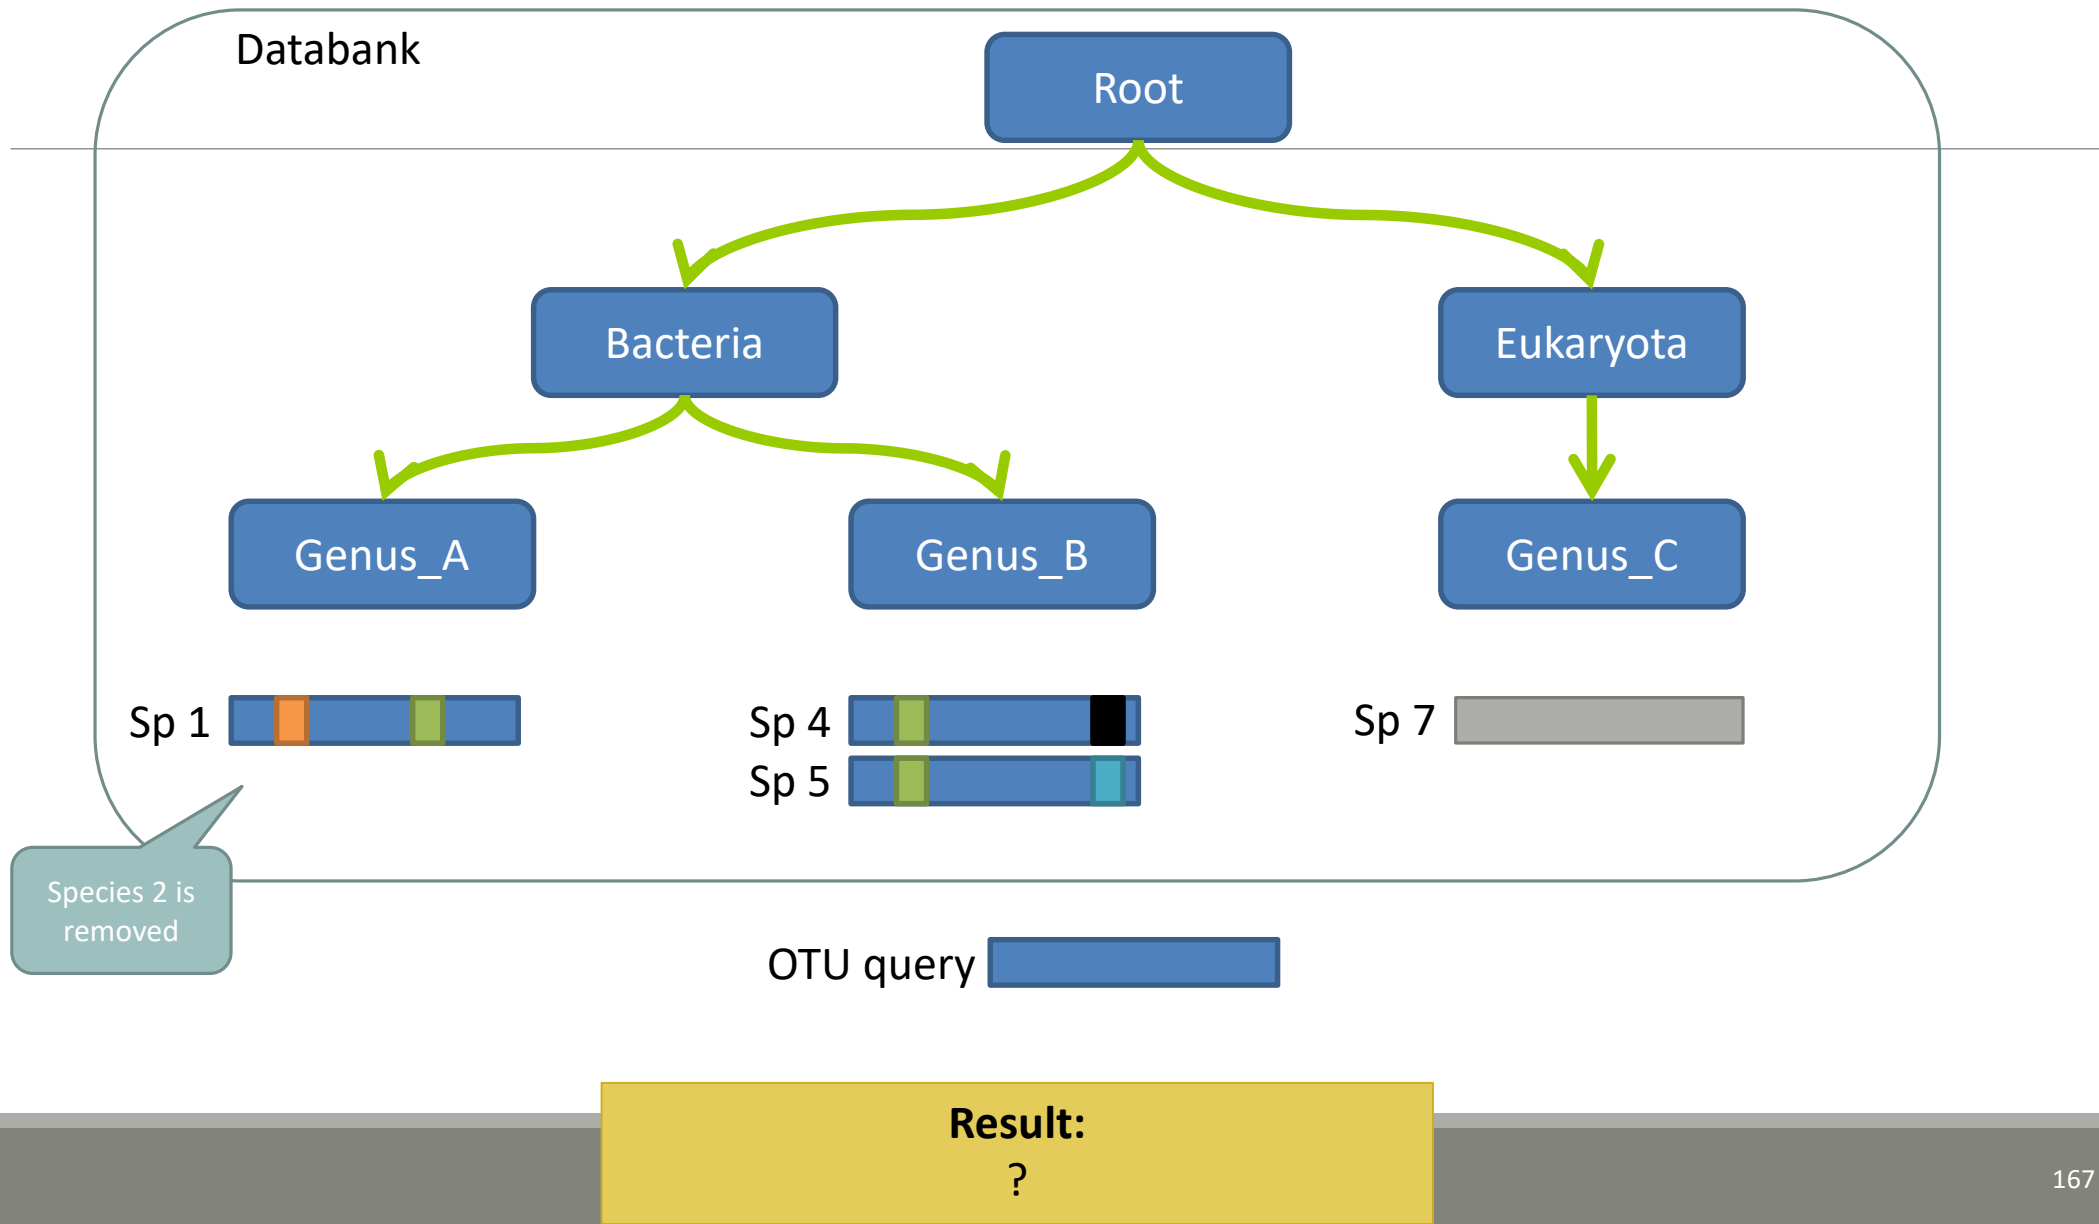 Databank
Root
Bacteria
Eukaryota
Genus_A
Genus_B
Genus_C
Sp 1
Sp 4
Sp 7
Sp 5
Species 2 is
removed
OTU query
Result:
?
167